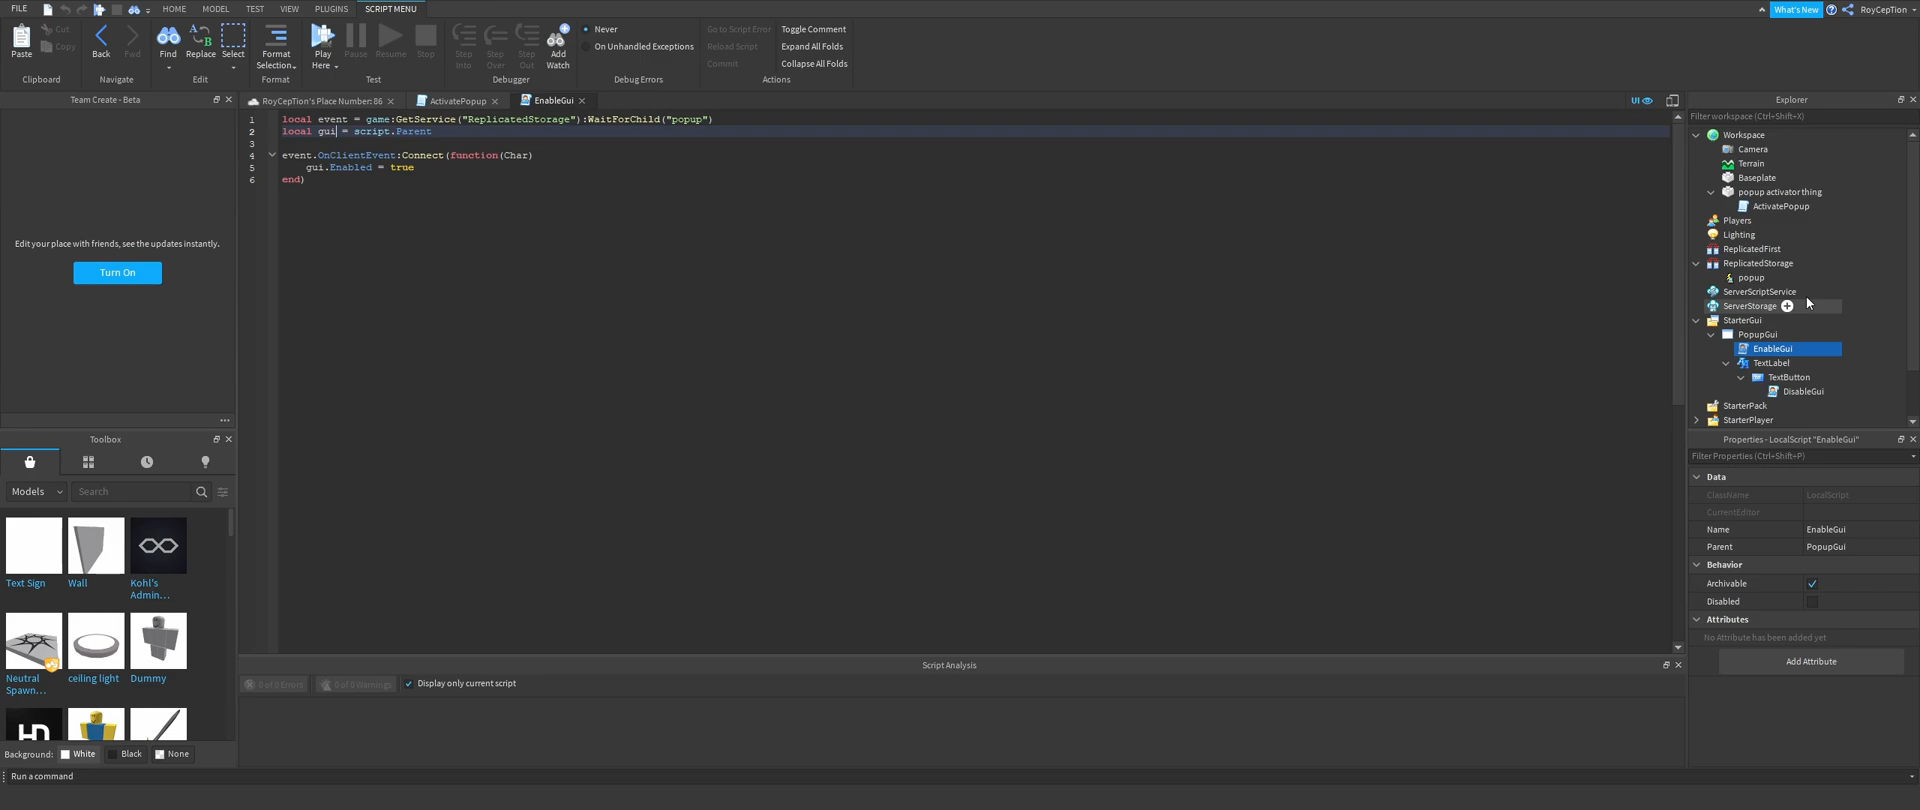 FILE
HOME
MODEL
TEST
VIEW
PLUGINS
SCRIPT MENU
What's New
RoyCepTion
Paste
Cut
Copy
Clipboard
Back
Fwd
Navigate
Find
Replace
Select
Edit
Format
Selection
Format
Play
Here
Pause
Resume
Stop
Test
Step
Into
Step
Over
Step
Out
Add
Watch
Debugger
Never
On Unhandled Exceptions
Debug Errors
Go to Script Error
Reload Script
Commit
Toggle Comment
Expand All Folds
Collapse All Folds
Actions
Team Create - Beta
Edit your place with friends, see the updates instantly.
Turn On
Toolbox
Models
Search
Text Sign
Wall
Kohl's
Admin...
Neutral
Spawn...
ceiling light
Dummy
HD
Background:
White
Black
None
Run a command
RoyCepTion's Place Number: 86
ActivatePopup
EnableGui
UI
1 local event = game:GetService("ReplicatedStorage"):WaitForChild("popup")
2 local gui = script.Parent
3
4 event.OnClientEvent:Connect(function(Char)
5 gui.Enabled = true
6 end)
Script Analysis
0 of 0 Errors
0 of 0 Warnings
Display only current script
Explorer
Filter workspace (Ctrl+Shift+X)
Workspace
Camera
Terrain
Baseplate
popup activator thing
ActivatePopup
Players
Lighting
ReplicatedFirst
ReplicatedStorage
popup
ServerScriptService
ServerStorage
StarterGui
PopupGui
EnableGui
TextLabel
TextButton
DisableGui
StarterPack
StarterPlayer
Properties - LocalScript "EnableGui"
Filter Properties (Ctrl+Shift+P)
Data
ClassName LocalScript
CurrentEditor
Name EnableGui
Parent PopupGui
Behavior
Archivable
Disabled
Attributes
No Attribute has been added yet
Add Attribute